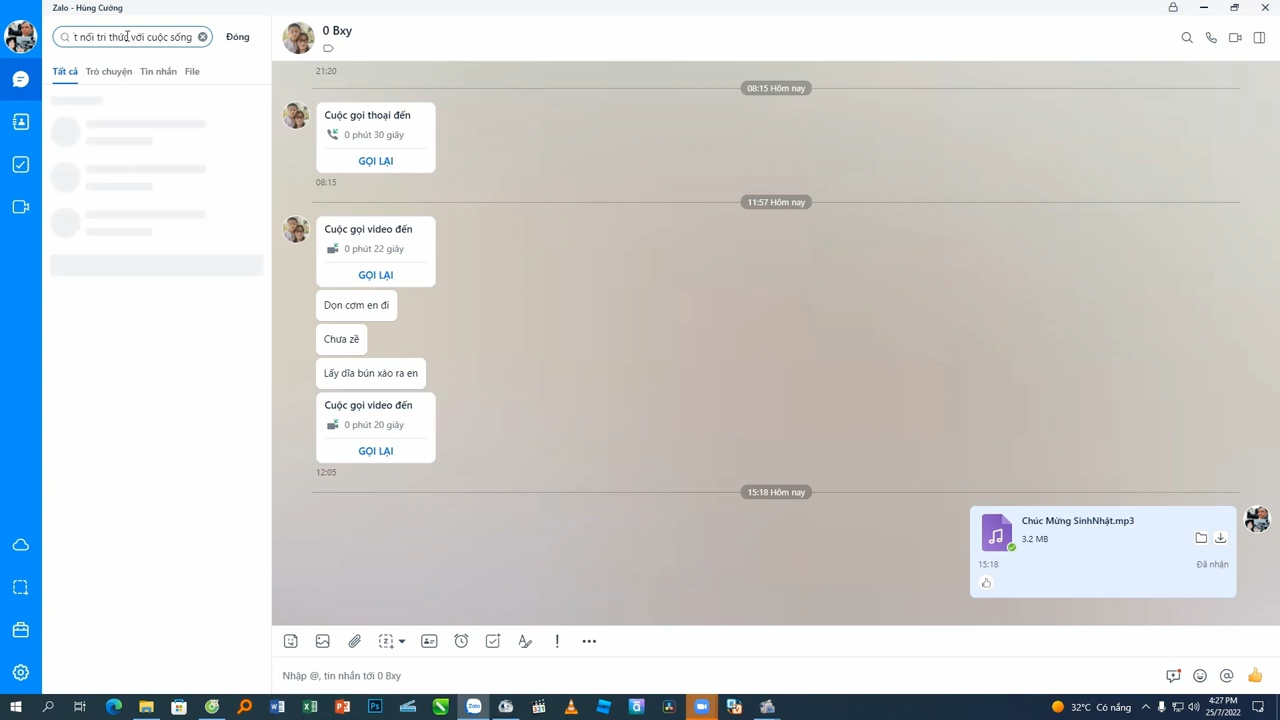 Zalo - Hùng Cường
t nối tri thức với cuộc sống
Đóng
Tất cả
Trò chuyện
Tin nhắn
File
0 Bxy
21:20
08:15 Hôm nay
Cuộc gọi thoại đến
0 phút 30 giây
GỌI LẠI
08:15
11:57 Hôm nay
Cuộc gọi video đến
0 phút 22 giây
GỌI LẠI
Dọn cơm en đi
Chưa zề
Lấy dĩa bún xào ra en
Cuộc gọi video đến
0 phút 20 giây
GỌI LẠI
12:05
15:18 Hôm nay
Chúc Mừng SinhNhật.mp3
3.2 MB
15:18
Đã nhận
Nhập @, tin nhắn tới 0 Bxy
32°C Có nắng
4:27 PM
25/7/2022